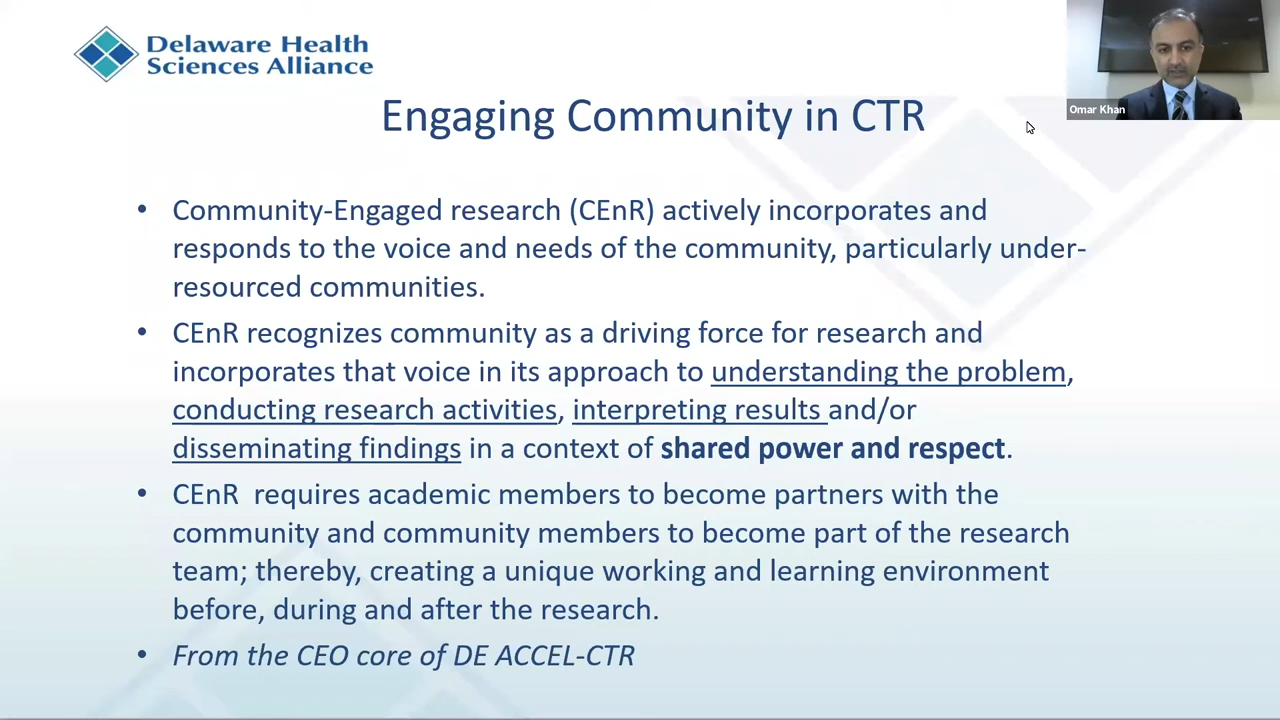 Delaware Health
Sciences Alliance
Omar Khan
Engaging Community in CTR
• Community-Engaged research (CEnR) actively incorporates and
responds to the voice and needs of the community, particularly under-
resourced communities.
• CEnR recognizes community as a driving force for research and
incorporates that voice in its approach to understanding the problem,
conducting research activities, interpreting results and/or
disseminating findings in a context of shared power and respect.
• CEnR  requires academic members to become partners with the
community and community members to become part of the research
team; thereby, creating a unique working and learning environment
before, during and after the research.
• From the CEO core of DE ACCEL-CTR